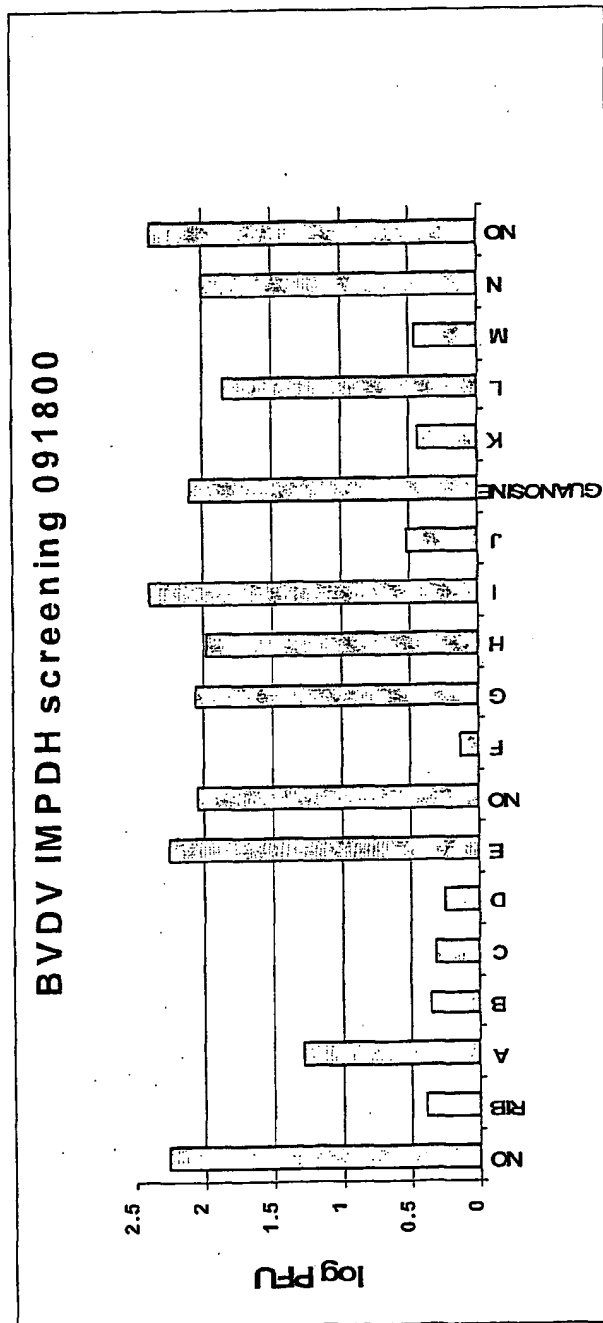 BVDV IMPDH screening 091800
log PFU
2.5
2
1.5
1
0.5
0
NO
RIB
A
B
C
D
E
NO
F
G
H
I
J
GUANOSINE
K
L
M
N
NO